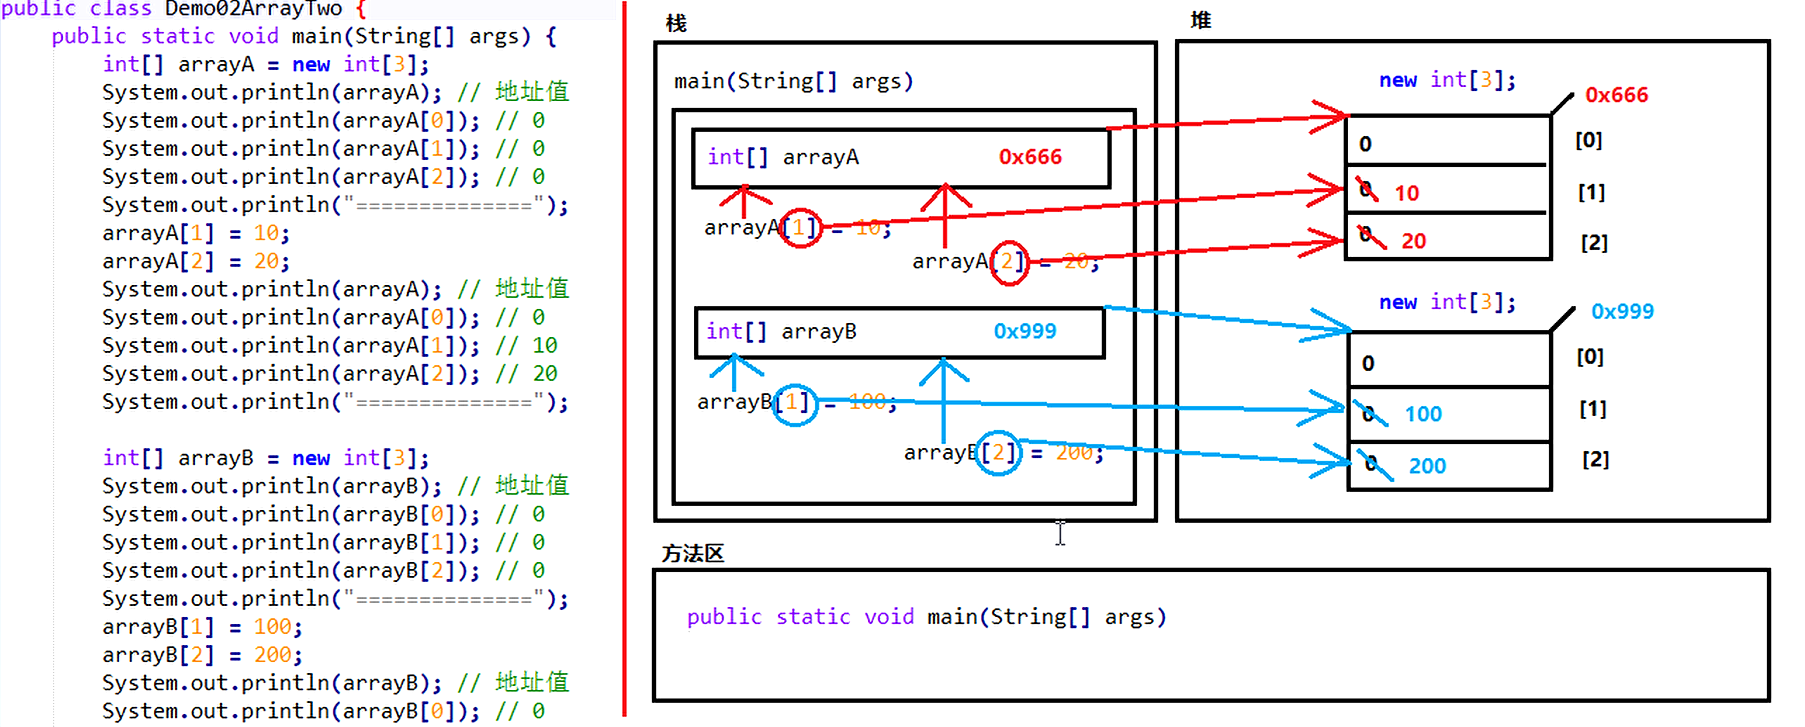 public class Demo02ArrayTwo {
public static void main(String[] args) {
int[] arrayA = new int[3];
System.out.println(arrayA); // 地址值
System.out.println(arrayA[0]); // 0
System.out.println(arrayA[1]); // 0
System.out.println(arrayA[2]); // 0
System.out.println("==============");
arrayA[1] = 10;
arrayA[2] = 20;
System.out.println(arrayA); // 地址值
System.out.println(arrayA[0]); // 0
System.out.println(arrayA[1]); // 10
System.out.println(arrayA[2]); // 20
System.out.println("==============");
int[] arrayB = new int[3];
System.out.println(arrayB); // 地址值
System.out.println(arrayB[0]); // 0
System.out.println(arrayB[1]); // 0
System.out.println(arrayB[2]); // 0
System.out.println("==============");
arrayB[1] = 100;
arrayB[2] = 200;
System.out.println(arrayB); // 地址值
System.out.println(arrayB[0]); // 0
栈
main(String[] args)
int[] arrayA 0x666
arrayA[1] = 10;
arrayA[2] = 20;
int[] arrayB 0x999
arrayB[1] = 100;
arrayB[2] = 200;
堆
new int[3];
0x666
0 [0]
0 10 [1]
0 20 [2]
new int[3];
0x999
0 [0]
0 100 [1]
0 200 [2]
方法区
public static void main(String[] args)